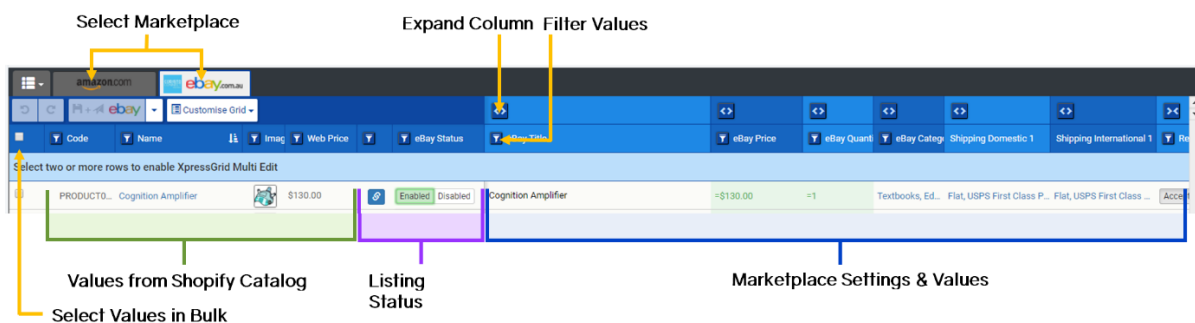 Select Marketplace
Expand Column Filter Values
amazon.com
ebay.com.au
ebay Customise Grid
Code Name Imag Web Price eBay Status eBay Title eBay Price eBay Quanti eBay Categ Shipping Domestic 1 Shipping International 1 Re
Select two or more rows to enable XpressGrid Multi Edit
PRODUCT0... Cognition Amplifier $130.00 Enabled Disabled Cognition Amplifier =$130.00 =1 Textbooks, Ed... Flat, USPS First Class P... Flat, USPS First Class ... Accept
Values from Shopify Catalog
Listing
Status
Marketplace Settings & Values
Select Values in Bulk